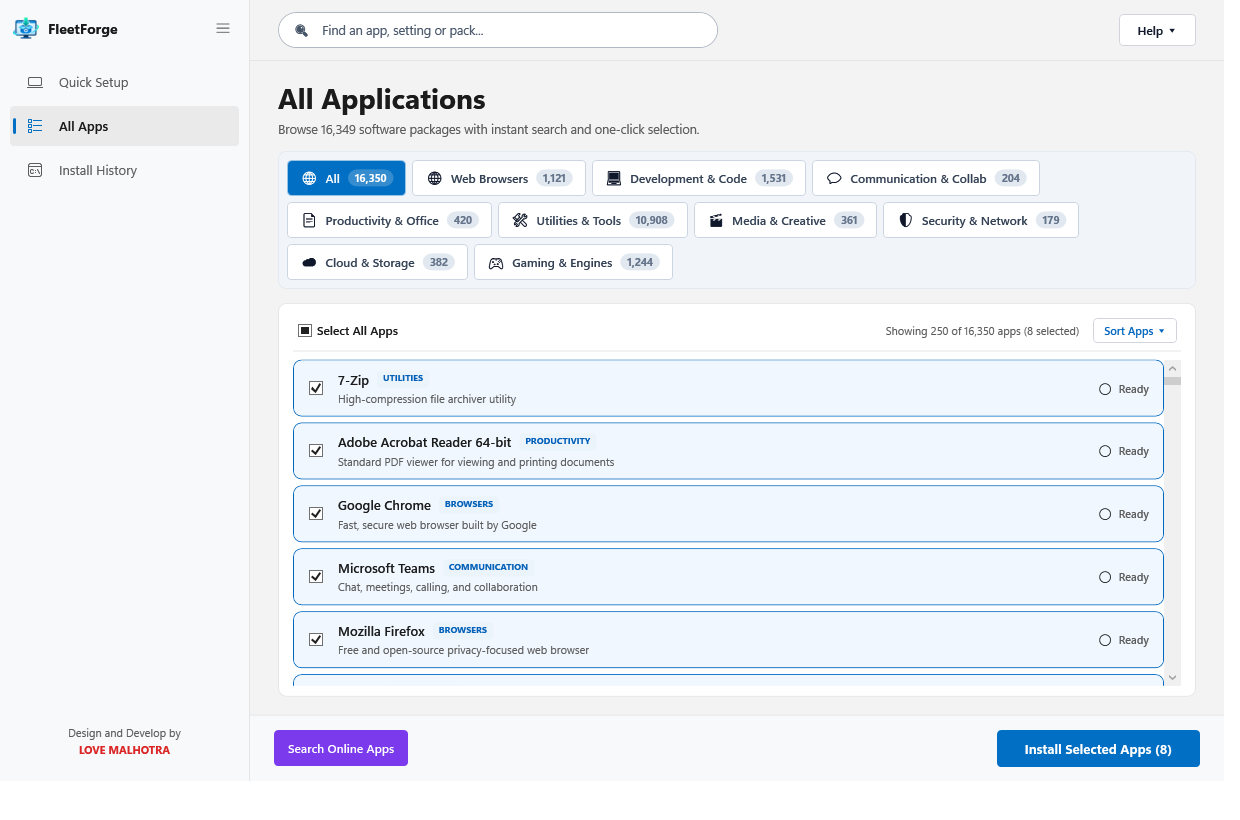 FleetForge
Find an app, setting or pack...
Help
Quick Setup
All Apps
Install History
All Applications
Browse 16,349 software packages with instant search and one-click selection.
All 16,350
Web Browsers 1,121
Development & Code 1,531
Communication & Collab 204
Productivity & Office 420
Utilities & Tools 10,908
Media & Creative 361
Security & Network 179
Cloud & Storage 382
Gaming & Engines 1,244
Select All Apps
Showing 250 of 16,350 apps (8 selected)
Sort Apps
7-Zip UTILITIES
High-compression file archiver utility
Ready
Adobe Acrobat Reader 64-bit PRODUCTIVITY
Standard PDF viewer for viewing and printing documents
Ready
Google Chrome BROWSERS
Fast, secure web browser built by Google
Ready
Microsoft Teams COMMUNICATION
Chat, meetings, calling, and collaboration
Ready
Mozilla Firefox BROWSERS
Free and open-source privacy-focused web browser
Ready
Design and Develop by
LOVE MALHOTRA
Search Online Apps
Install Selected Apps (8)